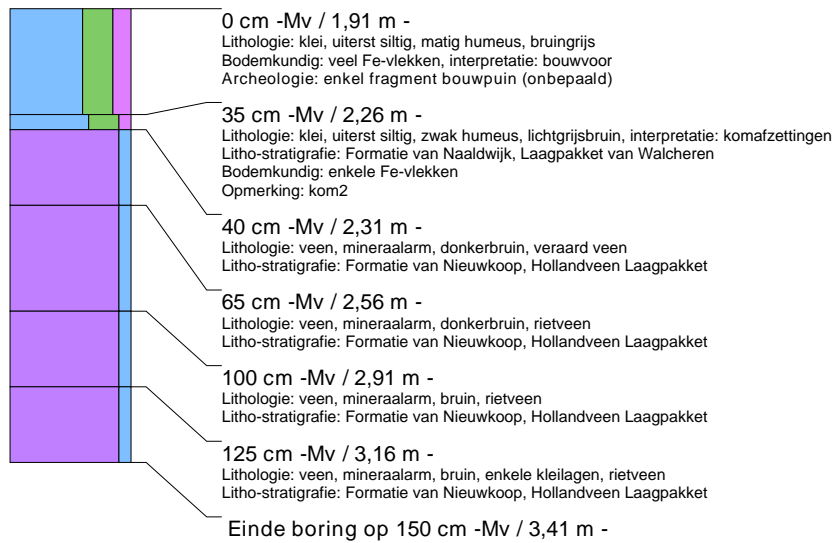 0 cm -Mv / 1,91 m -
Lithologie: klei, uiterst siltig, matig humeus, bruingrijs
Bodemkundig: veel Fe-vlekken, interpretatie: bouwvoor
Archeologie: enkel fragment bouwpuin (onbepaald)
35 cm -Mv / 2,26 m -
Lithologie: klei, uiterst siltig, zwak humeus, lichtgrijsbruin, interpretatie: komafzettingen
Litho-stratigrafie: Formatie van Naaldwijk, Laagpakket van Walcheren
Bodemkundig: enkele Fe-vlekken
Opmerking: kom2
40 cm -Mv / 2,31 m -
Lithologie: veen, mineraalarm, donkerbruin, veraard veen
Litho-stratigrafie: Formatie van Nieuwkoop, Hollandveen Laagpakket
65 cm -Mv / 2,56 m -
Lithologie: veen, mineraalarm, donkerbruin, rietveen
Litho-stratigrafie: Formatie van Nieuwkoop, Hollandveen Laagpakket
100 cm -Mv / 2,91 m -
Lithologie: veen, mineraalarm, bruin, rietveen
Litho-stratigrafie: Formatie van Nieuwkoop, Hollandveen Laagpakket
125 cm -Mv / 3,16 m -
Lithologie: veen, mineraalarm, bruin, enkele kleilagen, rietveen
Litho-stratigrafie: Formatie van Nieuwkoop, Hollandveen Laagpakket
Einde boring op 150 cm -Mv / 3,41 m -